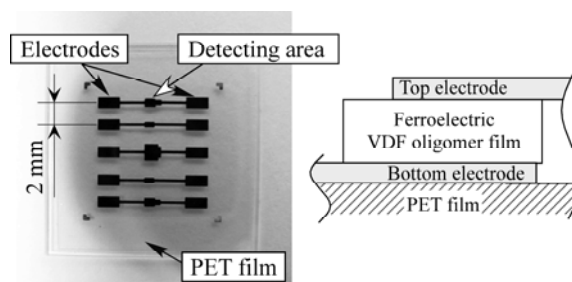 Electrodes
Detecting area
2 mm
PET film
Top electrode
Ferroelectric
VDF oligomer film
Bottom electrode
PET film